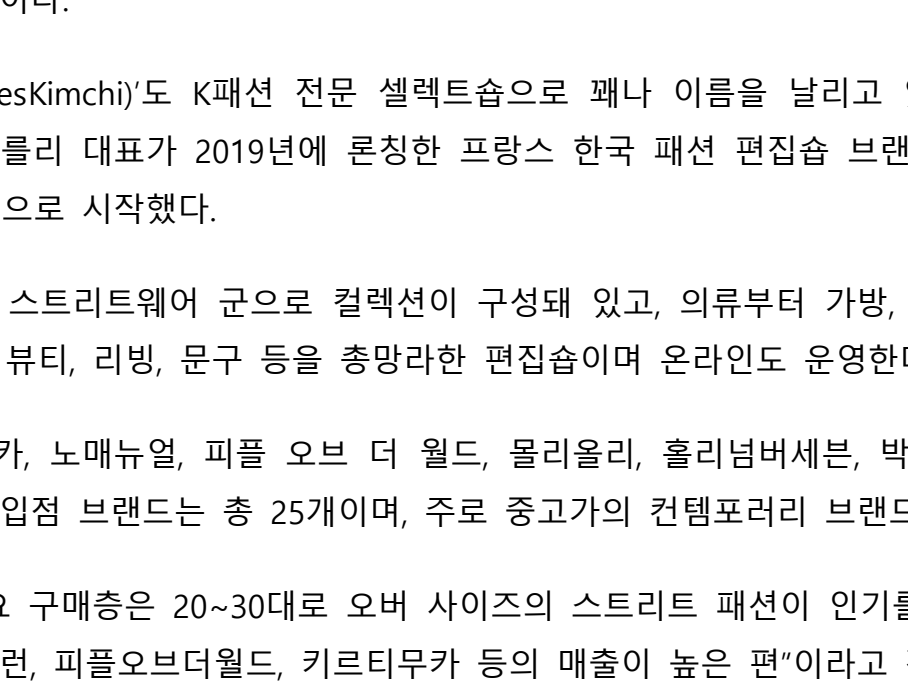 이다.
esKimchi)’도 K패션 전문 셀렉트숍으로 꽤나 이름을 날리고
를리 대표가 2019년에 론칭한 프랑스 한국 패션 편집숍 브랜
으로 시작했다.
스트리트웨어 군으로 컬렉션이 구성돼 있고, 의류부터 가방,
뷰티, 리빙, 문구 등을 총망라한 편집숍이며 온라인도 운영한다
카, 노매뉴얼, 피플 오브 더 월드, 몰리올리, 홀리넘버세븐, 박
입점 브랜드는 총 25개이며, 주로 중고가의 컨템포러리 브랜드
요 구매층은 20~30대로 오버 사이즈의 스트리트 패션이 인기를
런, 피플오브더월드, 키르티무카 등의 매출이 높은 편”이라고